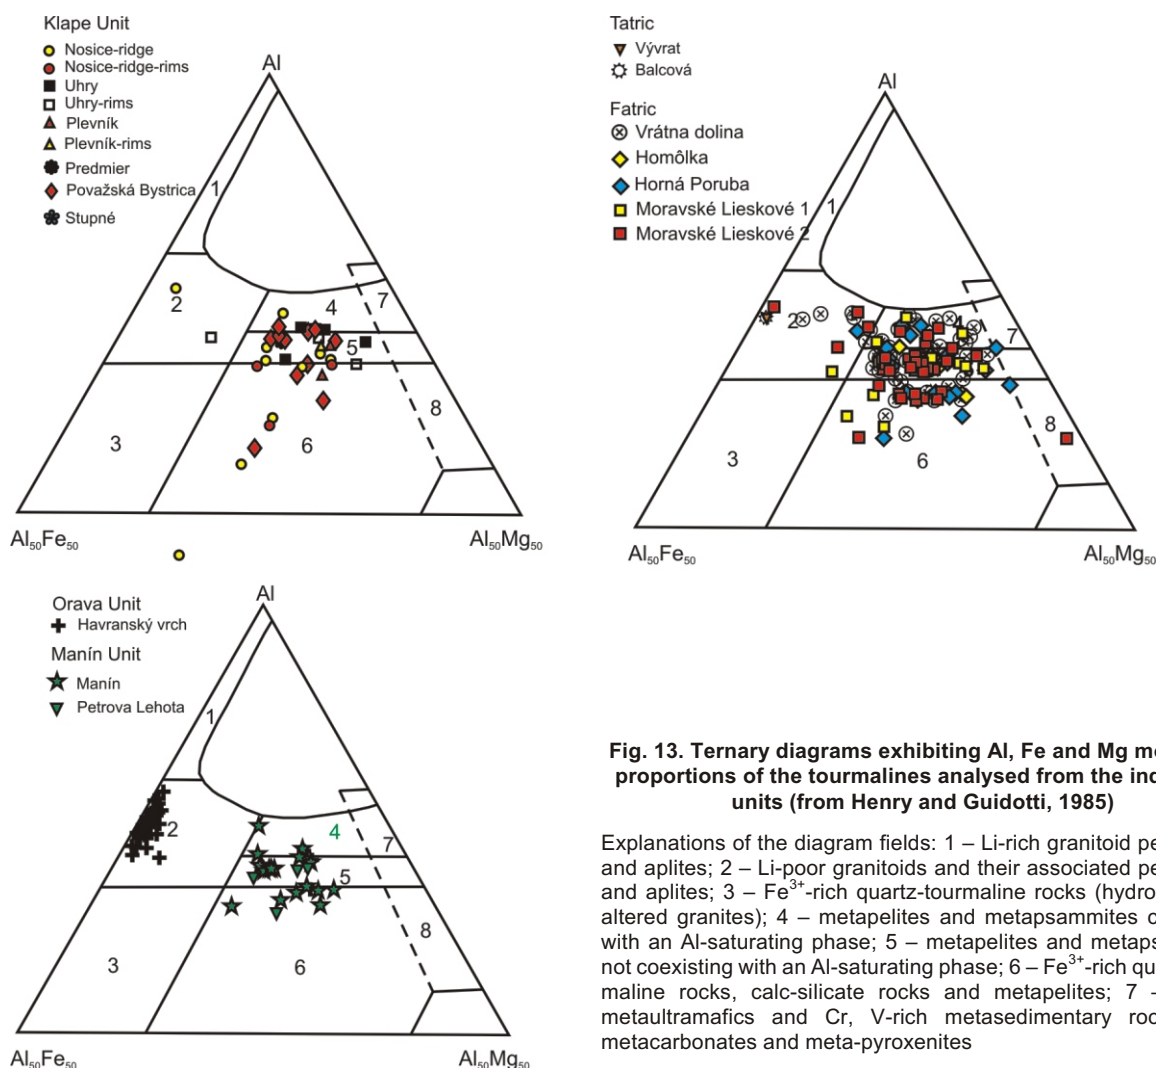 Klape Unit
Nosice-ridge
Nosice-ridge-rims
Uhry
Uhry-rims
Plevník
Plevník-rims
Predmier
Považská Bystrica
Stupné
Al
1
2
4
7
5
3
6
8
Al₅₀Fe₅₀
Al₅₀Mg₅₀
Tatric
Vývrat
Balcová
Fatric
Vrátna dolina
Homôlka
Horná Poruba
Moravské Lieskové 1
Moravské Lieskové 2
Al
1
2
7
3
6
8
Al₅₀Fe₅₀
Al₅₀Mg₅₀
Orava Unit
Havranský vrch
Manín Unit
Manín
Petrova Lehota
Al
1
2
4
7
5
3
6
8
Al₅₀Fe₅₀
Al₅₀Mg₅₀
Fig. 13. Ternary diagrams exhibiting Al, Fe and Mg
proportions of the tourmalines analysed from the
units (from Henry and Guidotti, 1985)
Explanations of the diagram fields: 1 – Li-rich granitoid
and aplites; 2 – Li-poor granitoids and their associated
and aplites; 3 – Fe³⁺-rich quartz-tourmaline rocks
altered granites); 4 – metapelites and metapsammites
with an Al-saturating phase; 5 – metapelites and
not coexisting with an Al-saturating phase; 6 – Fe³⁺-rich
maline rocks, calc-silicate rocks and metapelites; 7 –
metaultramafics and Cr, V-rich metasedimentary
metacarbonates and meta-pyroxenites